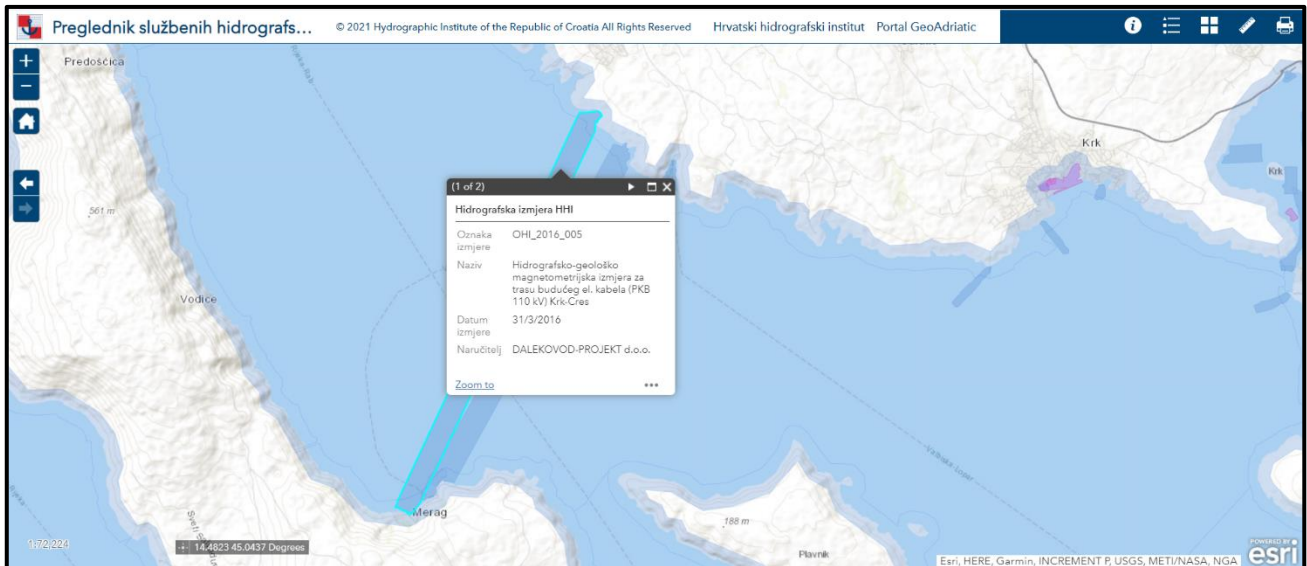 Preglednik službenih hidrografs...
© 2021 Hydrographic Institute of the Republic of Croatia All Rights Reserved
Hrvatski hidrografski institut
Portal GeoAdriatic
+
−
Predošćica
Krk
Krk
561 m
Vodice
(1 of 2)
Hidrografska izmjera HHI
Oznaka izmjere
OHI_2016_005
Naziv
Hidrografsko-geološko
magnetometrijska izmjera za
trasu budućeg el. kabela (PKB
110 kV) Krk-Cres
Datum izmjere
31/3/2016
Naručitelj
DALEKOVOD-PROJEKT d.o.o.
Zoom to
•••
Merag
188 m
Plavnik
1:72,224
14.4823 45.0437 Degrees
Esri, HERE, Garmin, INCREMENT P, USGS, METI/NASA, NGA
POWERED BY
esri